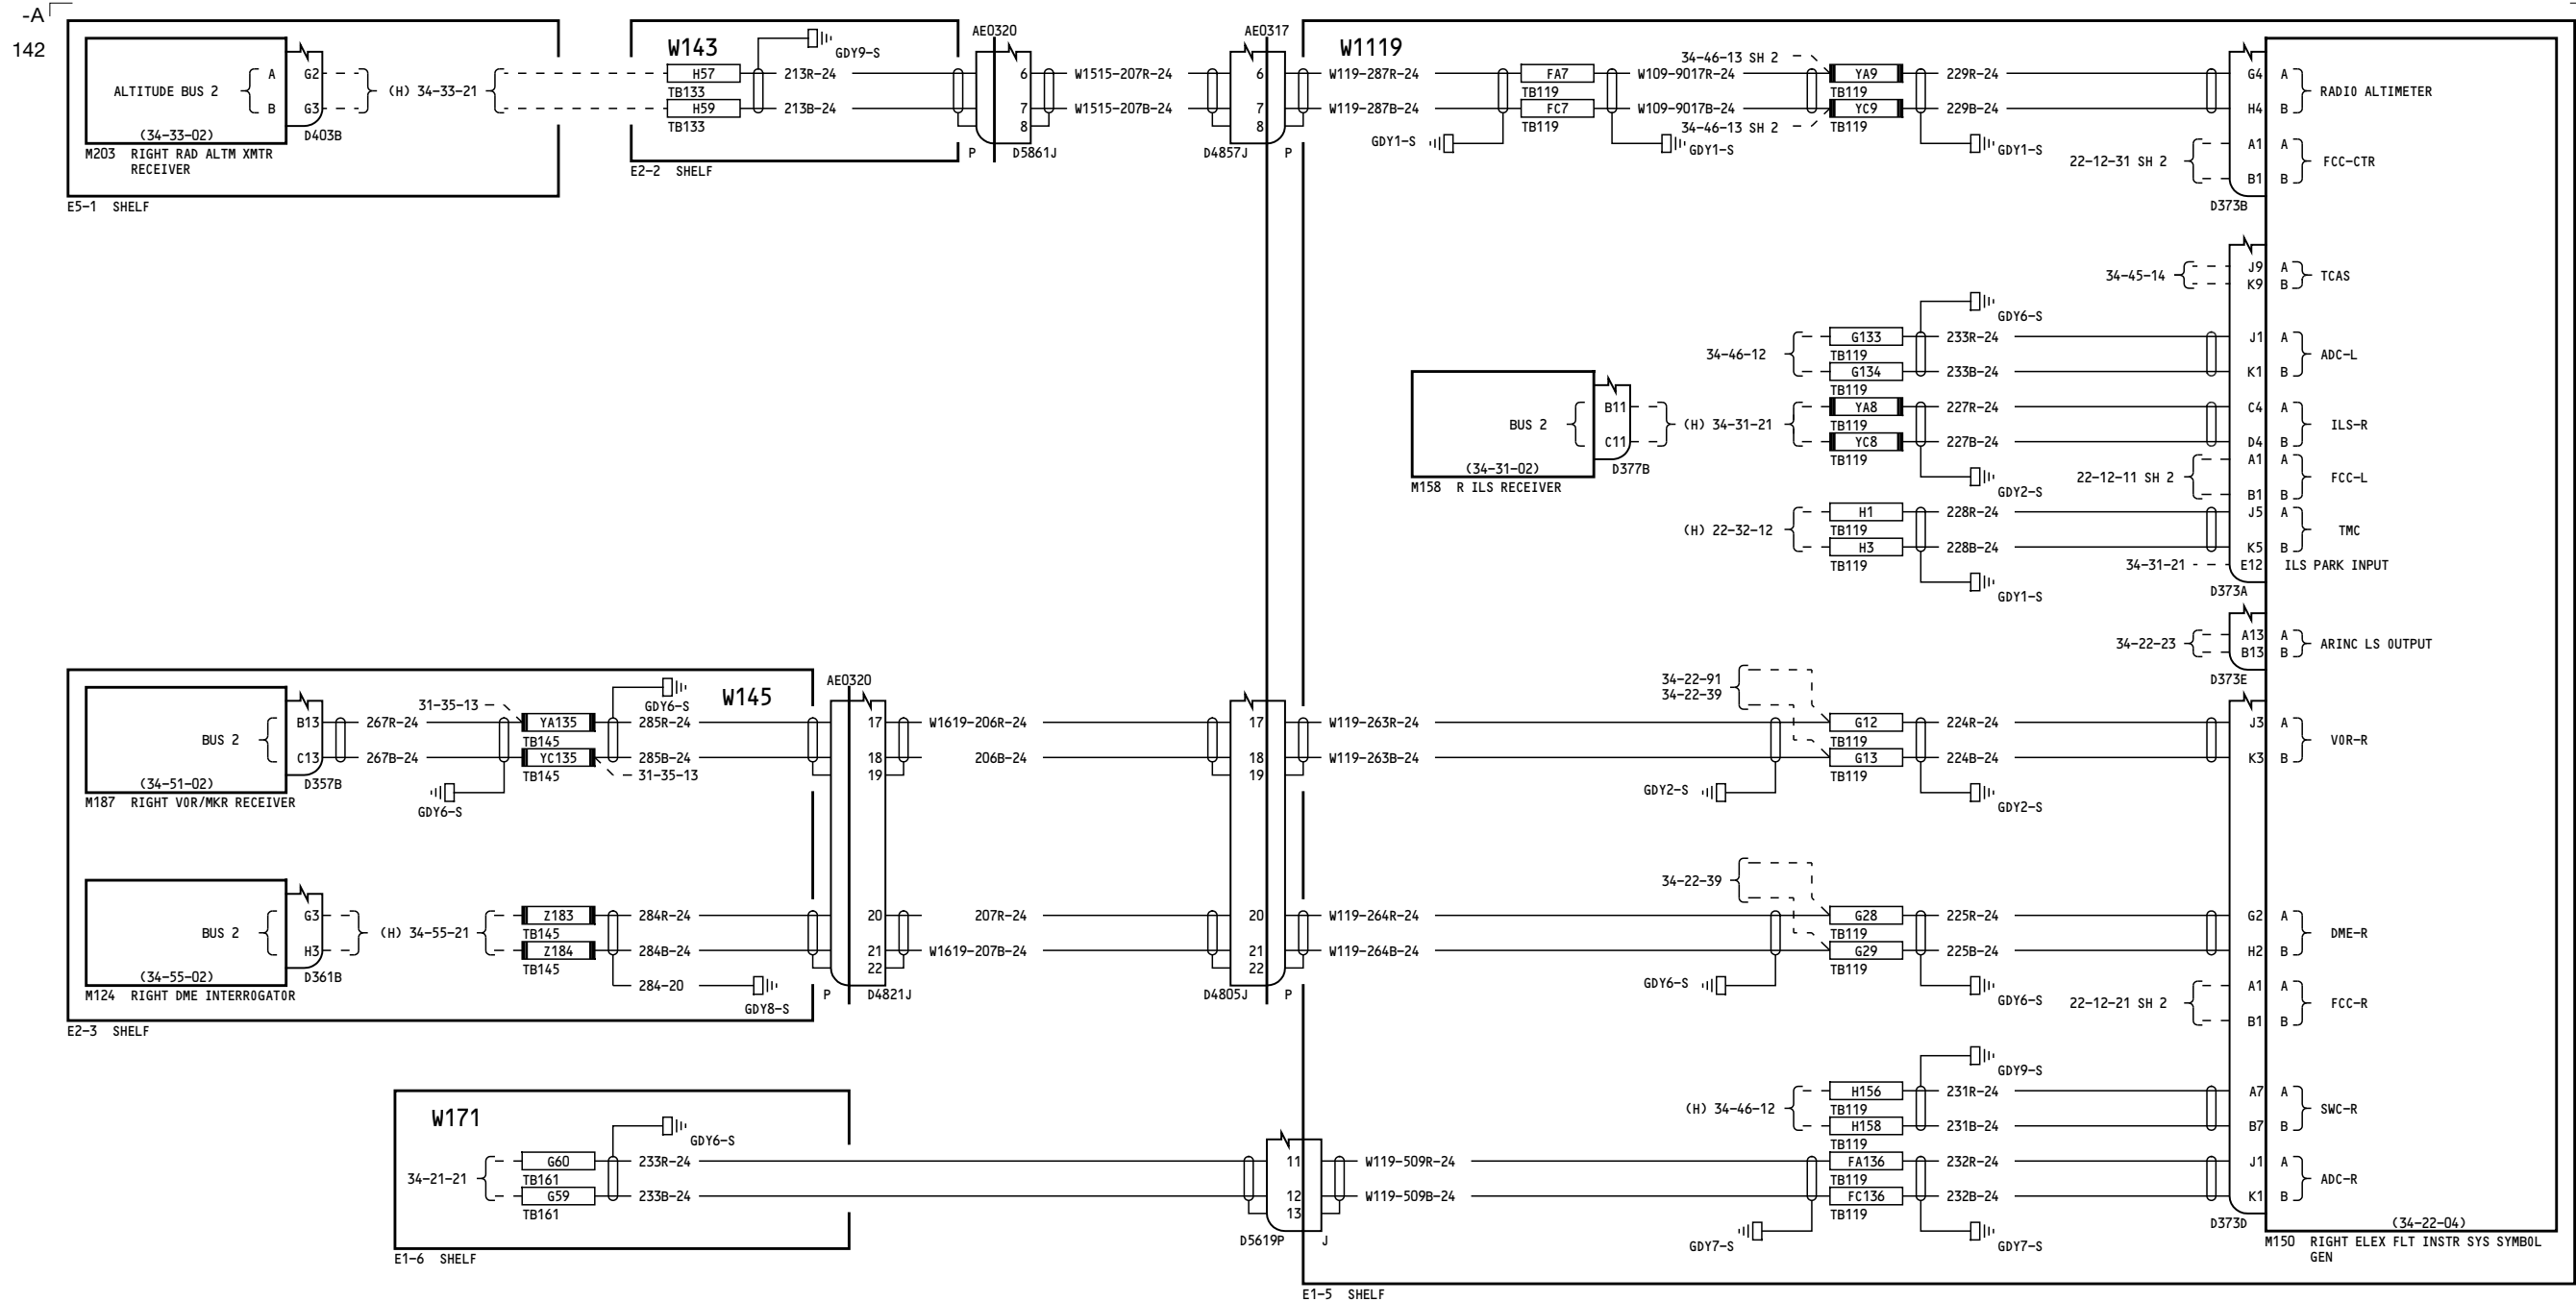 -A
142
ALTITUDE BUS 2
A G2
B G3
(34-33-02)
D403B
M203 RIGHT RAD ALTM XMTR
RECEIVER
E5-1 SHELF
(H) 34-33-21
W143
H57
TB133
H59
TB133
GDY9-S
213R-24
213B-24
E2-2 SHELF
AE0320
6
7
8
P
D5861J
W1515-207R-24
W1515-207B-24
AE0317
6
7
8
D4857J
P
W1119
W119-287R-24
W119-287B-24
GDY1-S
FA7
TB119
FC7
TB119
34-46-13 SH 2
W109-9017R-24
W109-9017B-24
34-46-13 SH 2
GDY1-S
YA9
TB119
YC9
TB119
229R-24
229B-24
GDY1-S
G4 A
H4 B
RADIO ALTIMETER
22-12-31 SH 2
A1 A
B1 B
FCC-CTR
D373B
34-45-14
J9 A
K9 B
TCAS
GDY6-S
34-46-12
G133
TB119
G134
TB119
233R-24
233B-24
J1 A
K1 B
ADC-L
BUS 2
B11
C11
(34-31-02)
D377B
M158 R ILS RECEIVER
(H) 34-31-21
YA8
TB119
YC8
TB119
227R-24
227B-24
GDY2-S
C4 A
D4 B
ILS-R
22-12-11 SH 2
A1 A
B1 B
FCC-L
(H) 22-32-12
H1
TB119
H3
TB119
228R-24
228B-24
GDY1-S
J5 A
K5 B
TMC
34-31-21
E12 ILS PARK INPUT
D373A
34-22-23
A13 A
B13 B
ARINC LS OUTPUT
D373E
BUS 2
B13
C13
(34-51-02)
D357B
M187 RIGHT VOR/MKR RECEIVER
267R-24
267B-24
GDY6-S
31-35-13
YA135
TB145
YC135
TB145
GDY6-S
285R-24
285B-24
31-35-13
W145
AE0320
17
18
19
W1619-206R-24
206B-24
17
18
19
W119-263R-24
W119-263B-24
34-22-91
34-22-39
GDY2-S
G12
TB119
G13
TB119
224R-24
224B-24
GDY2-S
J3 A
K3 B
VOR-R
BUS 2
G3
H3
(34-55-02)
D361B
M124 RIGHT DME INTERROGATOR
(H) 34-55-21
Z183
TB145
Z184
TB145
284R-24
284B-24
284-20
GDY8-S
E2-3 SHELF
20
21
22
P
D4821J
207R-24
W1619-207B-24
20
21
22
D4805J
P
W119-264R-24
W119-264B-24
34-22-39
GDY6-S
G28
TB119
G29
TB119
225R-24
225B-24
GDY6-S
G2 A
H2 B
DME-R
22-12-21 SH 2
A1 A
B1 B
FCC-R
GDY9-S
(H) 34-46-12
H156
TB119
H158
TB119
231R-24
231B-24
A7 A
B7 B
SWC-R
W171
GDY6-S
34-21-21
G60
TB161
G59
TB161
233R-24
233B-24
E1-6 SHELF
11
12
13
D5619P
J
W119-509R-24
W119-509B-24
GDY7-S
FA136
TB119
FC136
TB119
232R-24
232B-24
GDY7-S
J1 A
K1 B
ADC-R
D373D
(34-22-04)
M150 RIGHT ELEX FLT INSTR SYS SYMBOL
GEN
E1-5 SHELF